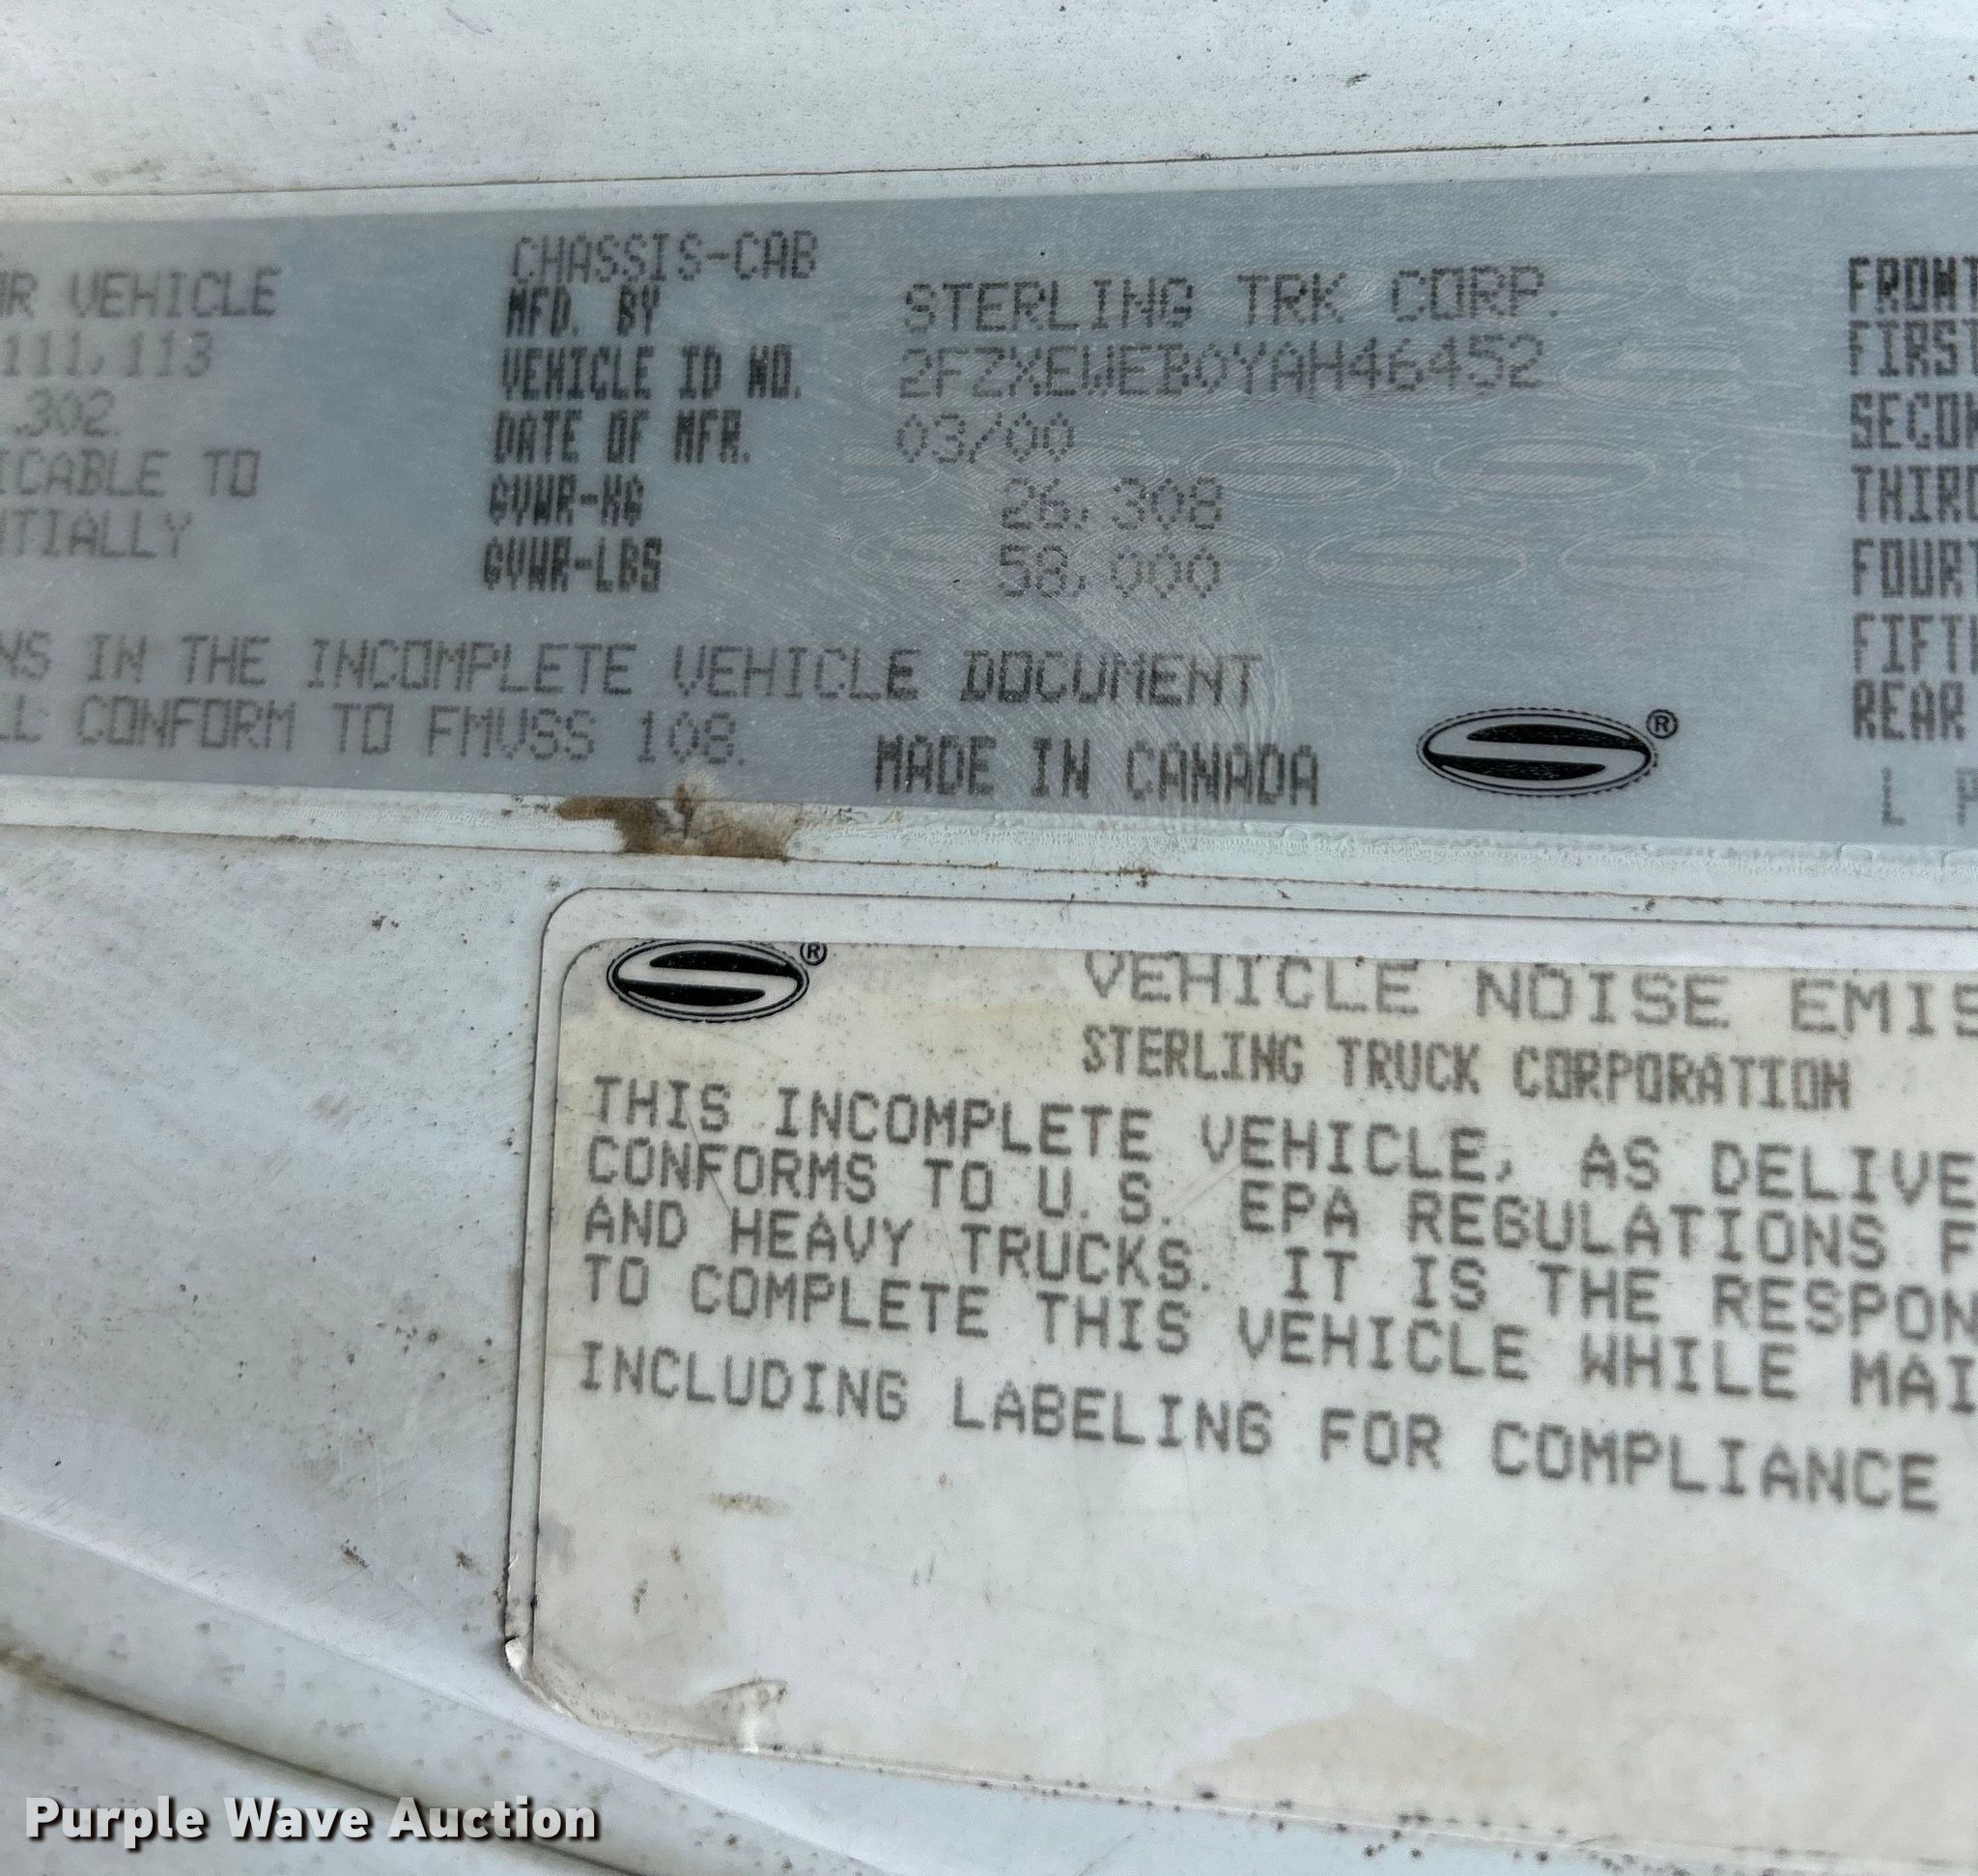 CHASSIS-CAB
MFD. BY STERLING TRK CORP.
VEHICLE ID NO. 2FZXEWEB0YAH46452
DATE OF MFR. 03/00
GVWR-KG 26,308
GVWR-LBS 58,000
R VEHICLE
111,113
302
ICABLE TO
NTIALLY
NS IN THE INCOMPLETE VEHICLE DOCUMENT
L CONFORM TO FMVSS 108.
MADE IN CANADA
®
FRONT
FIRST
SECON
THIRD
FOURT
FIFTH
REAR
L
®
VEHICLE NOISE EMIS
STERLING TRUCK CORPORATION
THIS INCOMPLETE VEHICLE, AS DELIVE
CONFORMS TO U.S. EPA REGULATIONS F
AND HEAVY TRUCKS. IT IS THE RESPON
TO COMPLETE THIS VEHICLE WHILE MAI
INCLUDING LABELING FOR COMPLIANCE
Purple Wave Auction